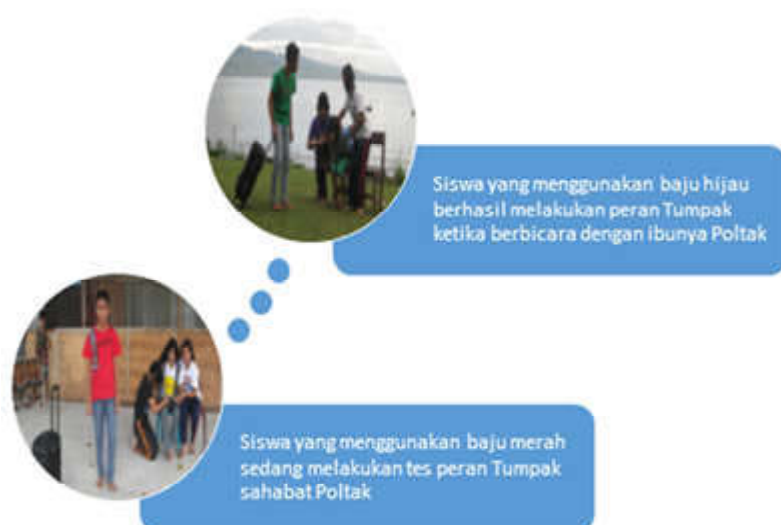 Siswa yang menggunakan baju hijau
berhasil melakukan peran Tumpak
ketika berbicara dengan ibunya Poltak
Siswa yang menggunakan baju merah
sedang melakukan tes peran Tumpak
sahabat Poltak